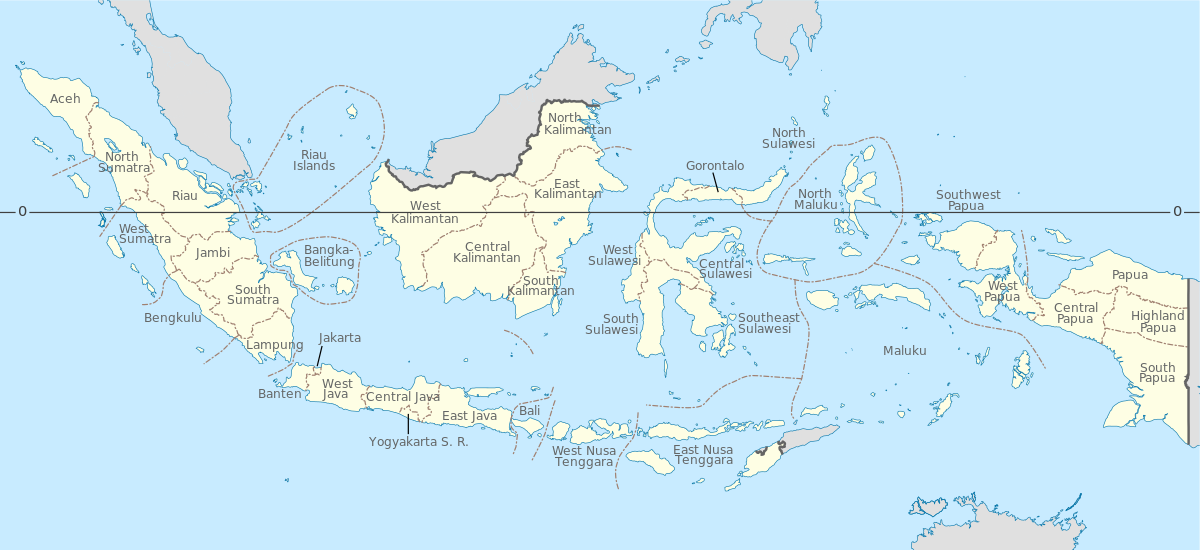 Aceh
North
Sumatra
Riau
Islands
Riau
North
Kalimantan
East
Kalimantan
West
Kalimantan
Gorontalo
North
Sulawesi
North
Maluku
Southwest
Papua
0
0
West
Sumatra
Jambi
Bangka-
Belitung
Central
Kalimantan
South
Kalimantan
West
Sulawesi
Central
Sulawesi
South
Sumatra
Bengkulu
Lampung
South
Sulawesi
Southeast
Sulawesi
Maluku
West
Papua
Papua
Central
Papua
Highland
Papua
South
Papua
Jakarta
Banten
West
Java
Central Java
Yogyakarta S. R.
East Java
Bali
West Nusa
Tenggara
East Nusa
Tenggara